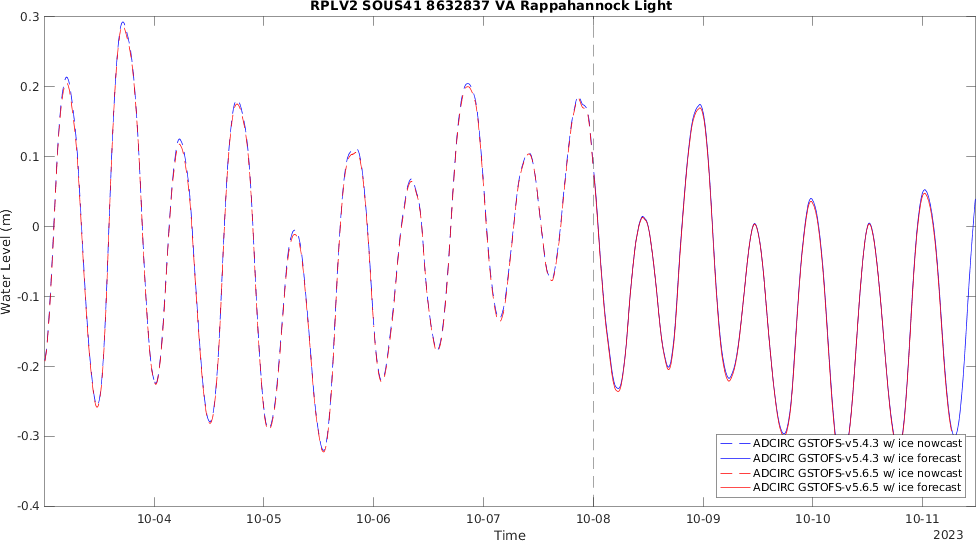 RPLV2 SOUS41 8632837 VA Rappahannock Light
0.3
0.2
0.1
0
-0.1
-0.2
-0.3
-0.4
Water Level (m)
10-04
10-05
10-06
10-07
10-08
10-09
10-10
10-11
Time
2023
ADCIRC GSTOFS-v5.4.3 w/ ice nowcast
ADCIRC GSTOFS-v5.4.3 w/ ice forecast
ADCIRC GSTOFS-v5.6.5 w/ ice nowcast
ADCIRC GSTOFS-v5.6.5 w/ ice forecast